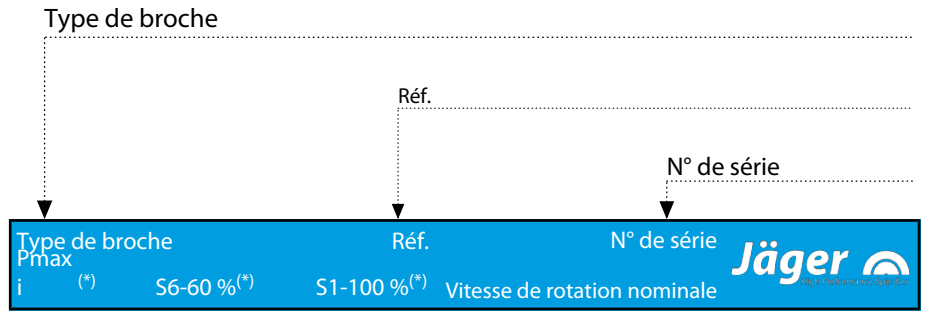 Type de broche
Réf.
N° de série
Type de broche Réf. N° de série
Pmax
i (*) S6-60 %(*) S1-100 %(*) Vitesse de rotation nominale
Jäger